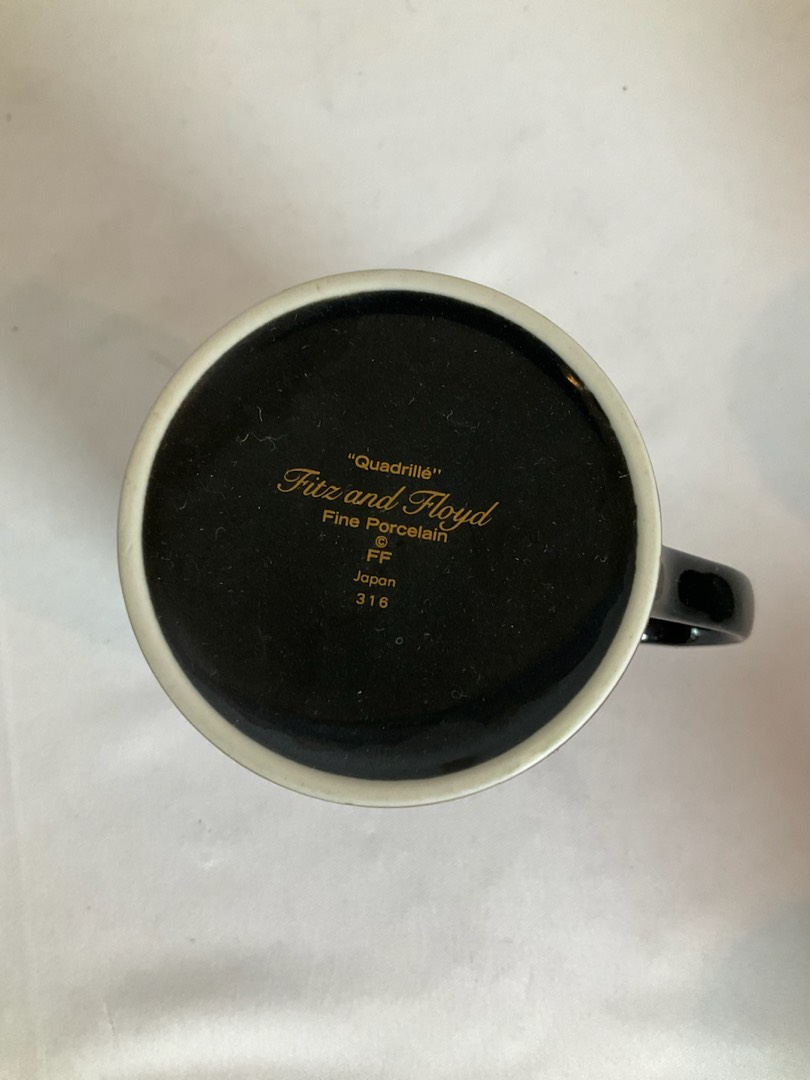 “Quadrillé”
Fitz and Floyd
Fine Porcelain
©
FF
Japan
316